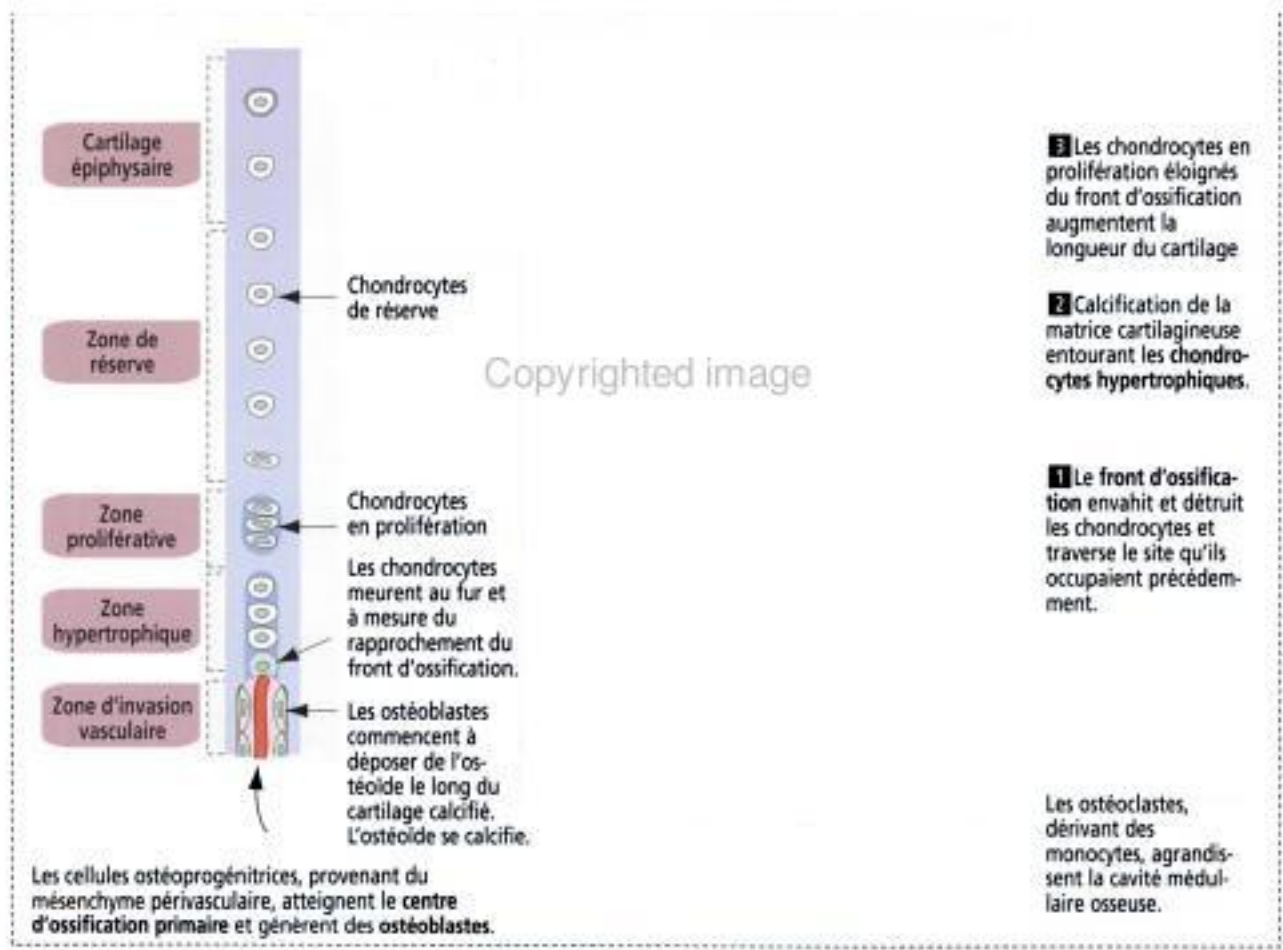 Cartilage
épiphysaire
Zone de
réserve
Zone
proliférative
Zone
hypertrophique
Zone d'invasion
vasculaire
Chondrocytes
de réserve
Chondrocytes
en prolifération
Les chondrocytes
meurent au fur et
à mesure du
rapprochement du
front d'ossification.
Les ostéoblastes
commencent à
déposer de l'os-
téoïde le long du
cartilage calcifié.
L'ostéoïde se calcifie.
Les cellules ostéoprogénitrices, provenant du
mésenchyme périvasculaire, atteignent le centre
d'ossification primaire et génèrent des ostéoblastes.
Copyrighted image
3 Les chondrocytes en
prolifération éloignés
du front d'ossification
augmentent la
longueur du cartilage
2 Calcification de la
matrice cartilagineuse
entourant les chondro-
cytes hypertrophiques.
1 Le front d'ossifica-
tion envahit et détruit
les chondrocytes et
traverse le site qu'ils
occupaient précédem-
ment.
Les ostéoclastes,
dérivant des
monocytes, agrandis-
sent la cavité médul-
laire osseuse.